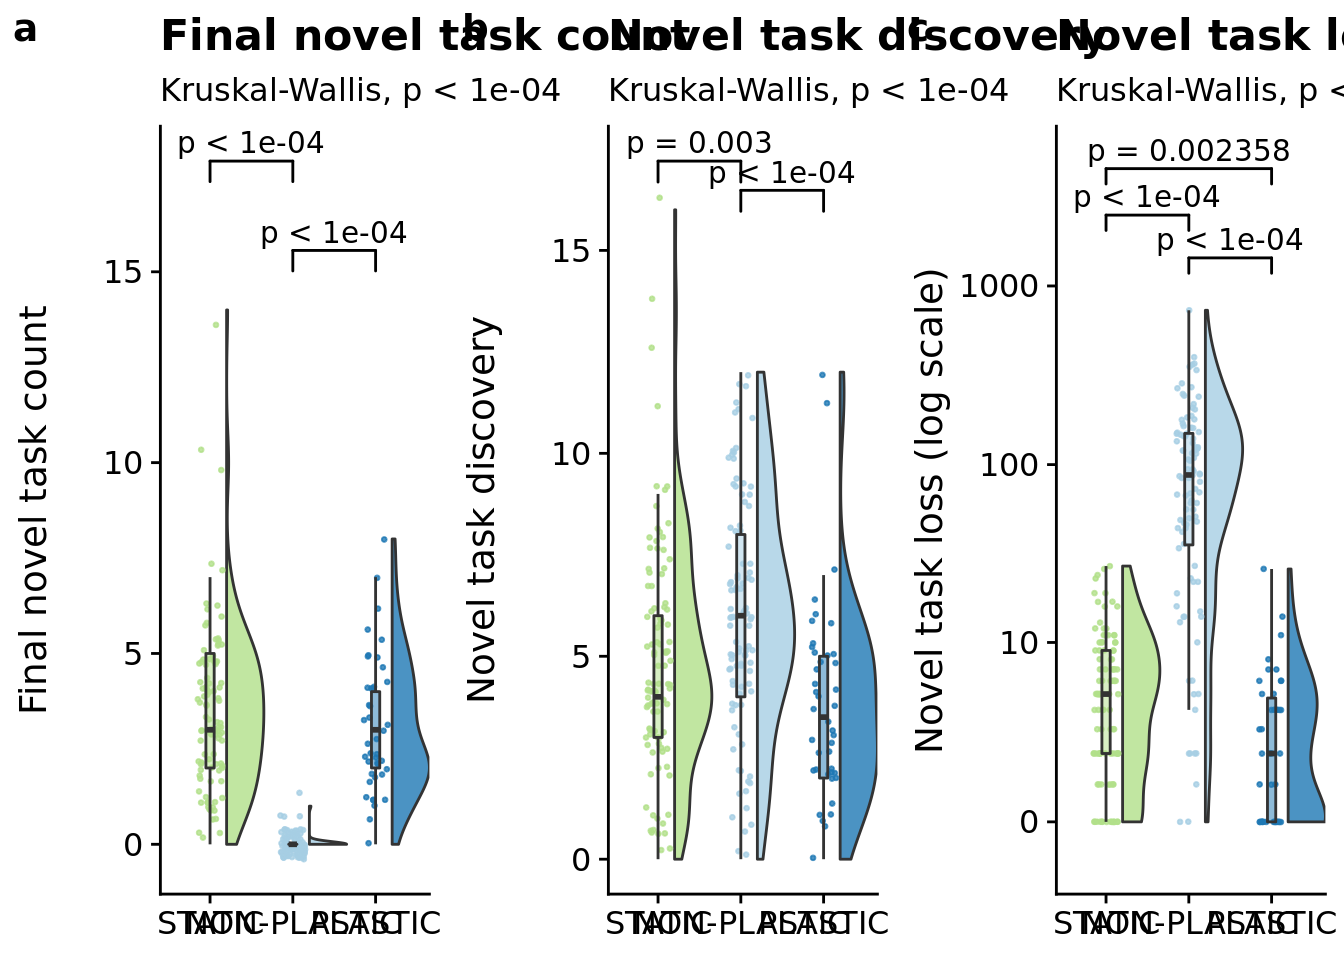 a
Final novel task count
Kruskal-Wallis, p < 1e-04
p < 1e-04
p < 1e-04
Final novel task count
15
10
5
0
STATIC
NON-PLASTIC
PLASTIC
b
Novel task discovery
Kruskal-Wallis, p < 1e-04
p = 0.003
p < 1e-04
Novel task discovery
15
10
5
0
STATIC
NON-PLASTIC
PLASTIC
c
Novel task l
Kruskal-Wallis, p <
p = 0.002358
p < 1e-04
p < 1e-04
Novel task loss (log scale)
1000
100
10
0
STATIC
NON-PLASTIC
PLASTIC